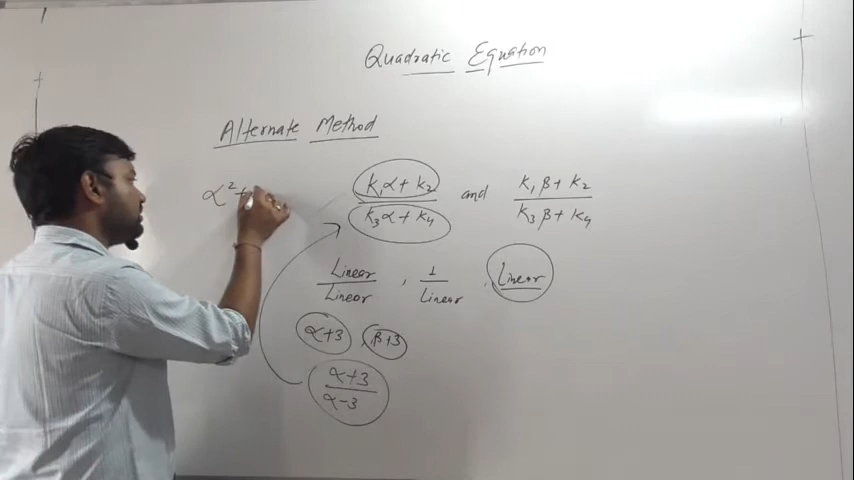 Quadratic Equation
Alternate Method
α² +
K₁α + K₂ / K₃α + K₄ and K₁β + K₂ / K₃β + K₄
Linear / Linear , 1 / Linear , Linear
α+3 , β+3
α+3 / α-3